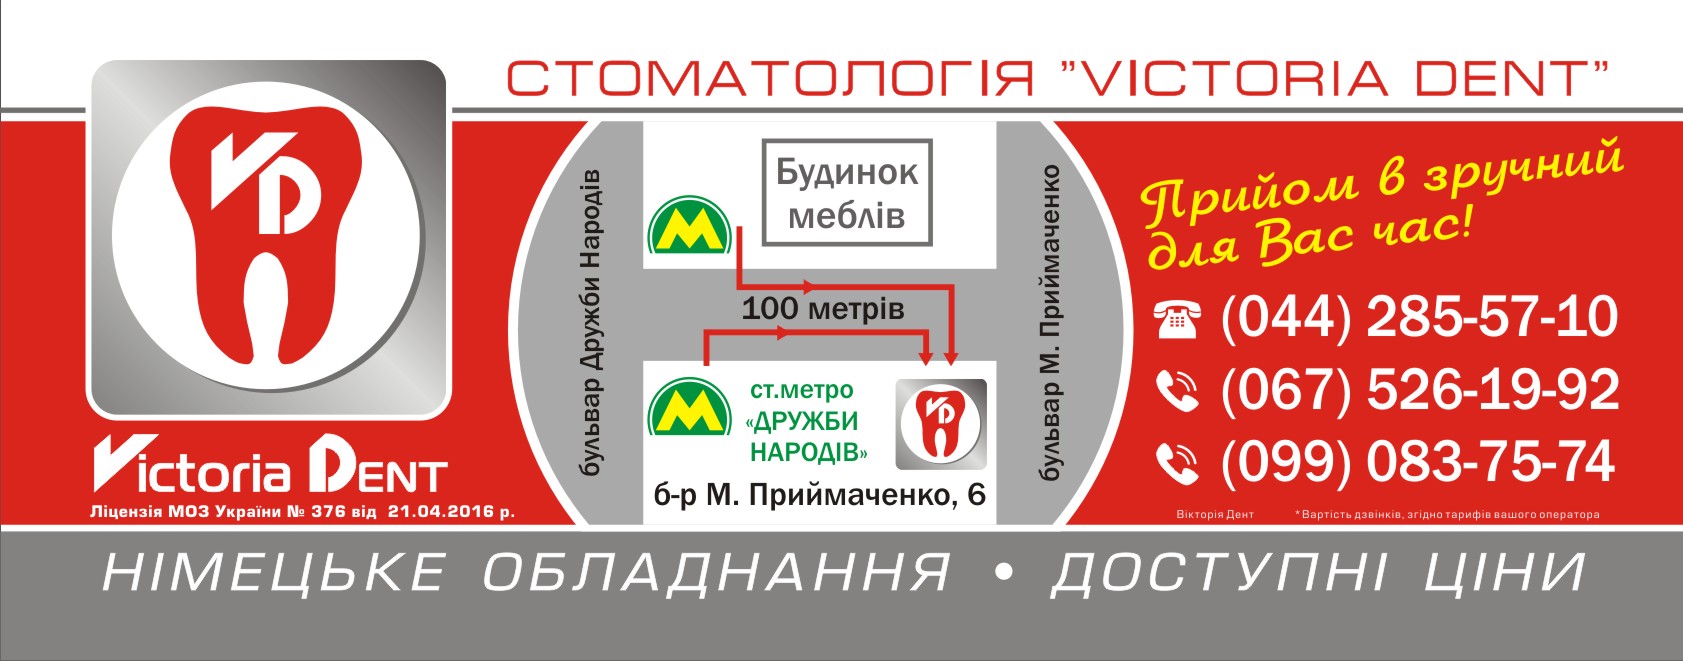 СТОМАТОЛОГІЯ ”VICTORIA DENT”
VD
Victoria DENT
Ліцензія МОЗ України № 376 від 21.04.2016 р.
бульвар Дружби Народів
Будинок
меблів
М
100 метрів
М
ст.метро
«ДРУЖБИ
НАРОДІВ»
VD
б-р М. Приймаченко, 6
бульвар М. Приймаченко
Прийом в зручний
для Вас час!
(044) 285-57-10
(067) 526-19-92
(099) 083-75-74
Вікторія Дент *Вартість дзвінків, згідно тарифів вашого оператора
НІМЕЦЬКЕ ОБЛАДНАННЯ • ДОСТУПНІ ЦІНИ